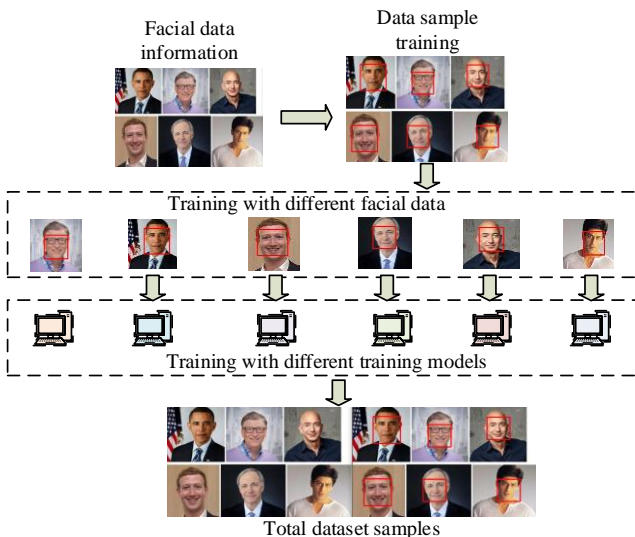 Facial data
information
Data sample
training
Training with different facial data
Training with different training models
Total dataset samples